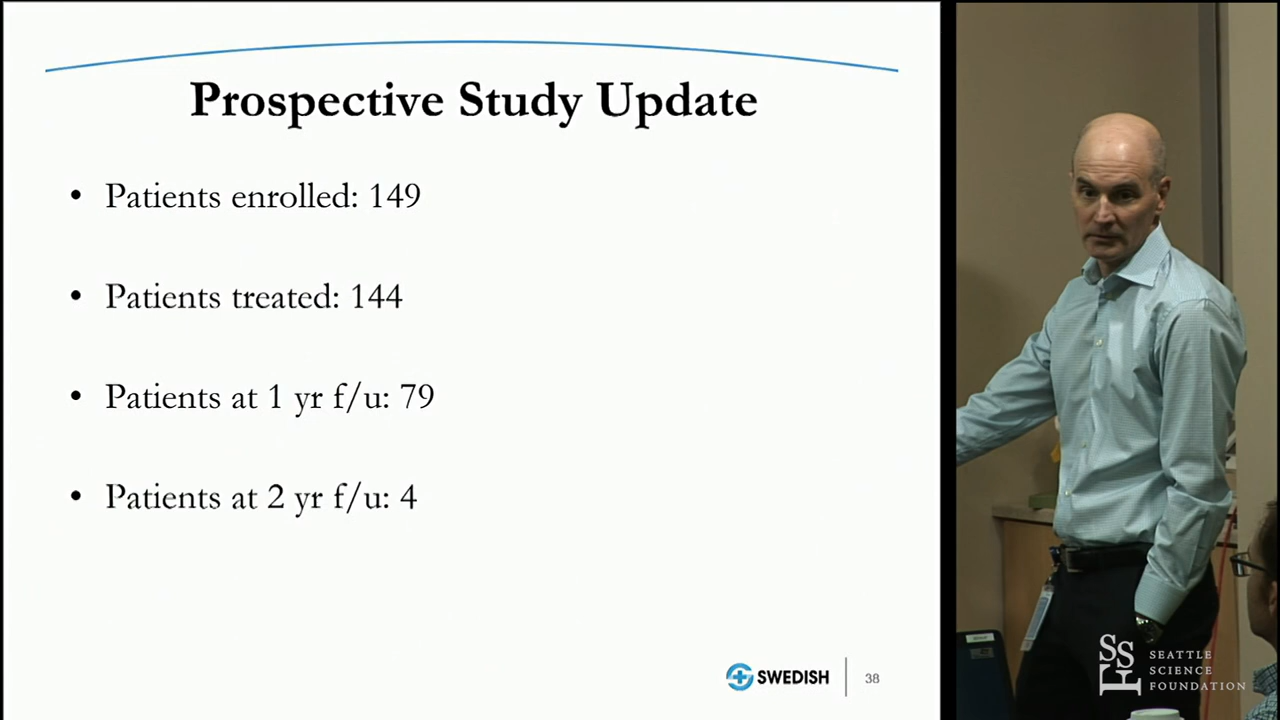 Prospective Study Update
• Patients enrolled: 149
• Patients treated: 144
• Patients at 1 yr f/u: 79
• Patients at 2 yr f/u: 4
SWEDISH
38
SSF
SEATTLE
SCIENCE
FOUNDATION